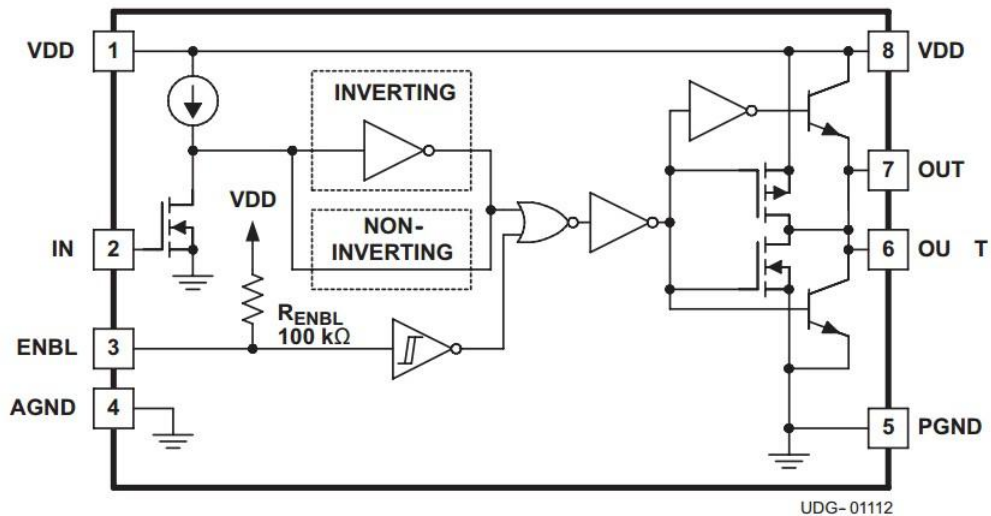 VDD 1
8 VDD
INVERTING
7 OUT
VDD
NON-
INVERTING
IN 2
6 OU T
RENBL
100 kΩ
ENBL 3
AGND 4
5 PGND
UDG-01112